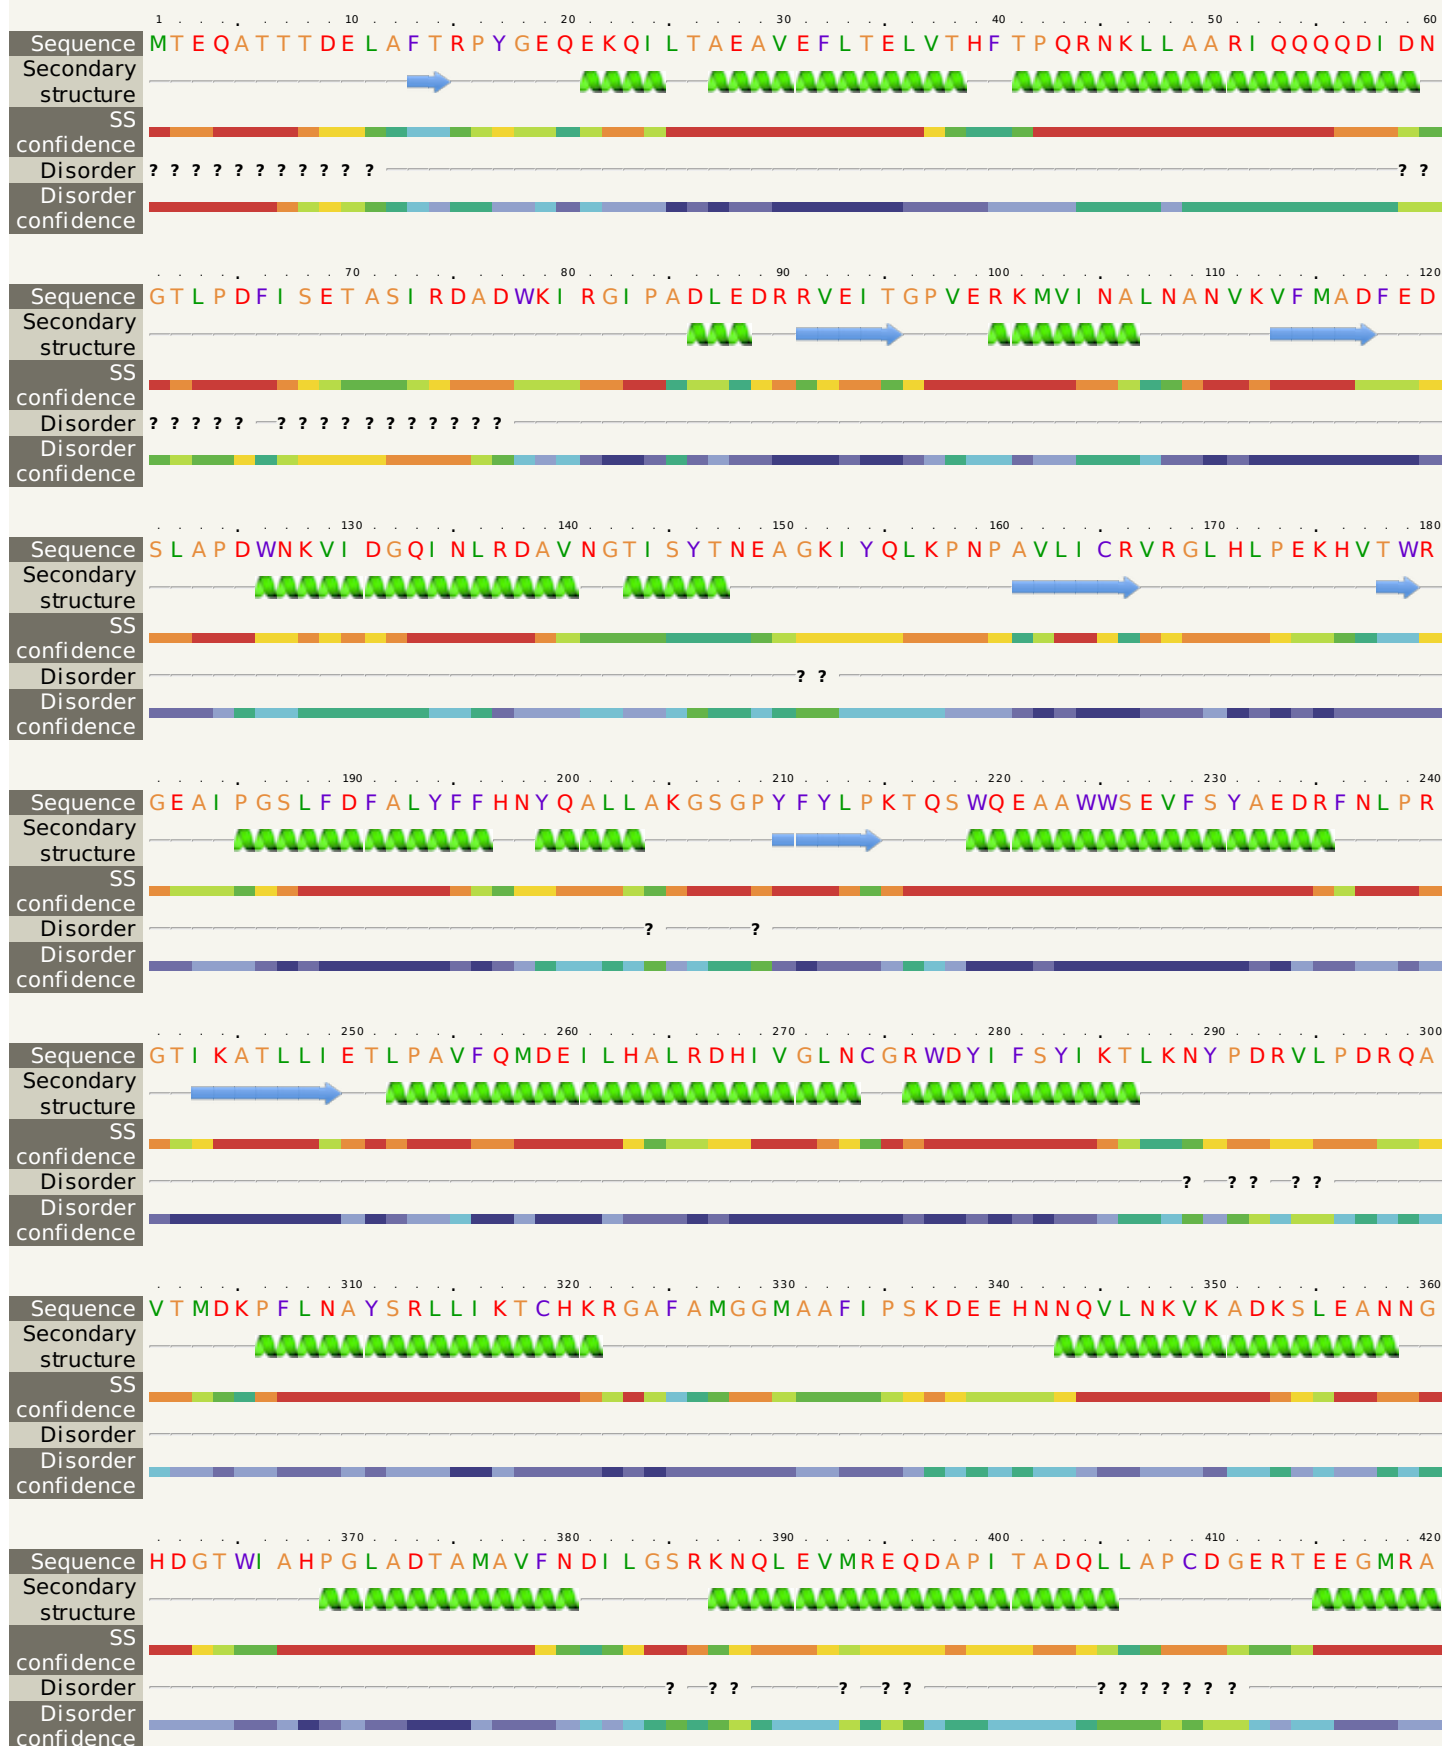 1 10 20 30 40 50 60
Sequence MTEQATTTDELAFTRPYGEQEKQILTAEAVEFLTELVTHFTPQRNKLLAARIQQQQDIDN
Secondary
structure
SS
confidence
Disorder ? ? ? ? ? ? ? ? ? ? ? ? ?
Disorder
confidence
70 80 90 100 110 120
Sequence GTLPDFISETASIRDADWKIRGIPADLEDRRVEITGPVERKMVINALNANVKVFMADFED
Secondary
structure
SS
confidence
Disorder ? ? ? ? ? ? ? ? ? ? ? ? ? ? ? ?
Disorder
confidence
130 140 150 160 170 180
Sequence SLAPDWNKVIDGQINLRDAVNGTISYTNEAGKIYQLKPNPAVLICRVRGLHLPEKHVTWR
Secondary
structure
SS
confidence
Disorder ? ?
Disorder
confidence
190 200 210 220 230 240
Sequence GEAIPGSLFDFALYFFHNYQALLAKGSGPYFYLPKTQSWQEAAWWSEVFSYAEDRFNLPR
Secondary
structure
SS
confidence
Disorder ? ?
Disorder
confidence
250 260 270 280 290 300
Sequence GTIKATLLIETLPAVFQMDEILHALRDHIVGLNCGRWDYIFSYIKTLKNYPDRVLPDRQA
Secondary
structure
SS
confidence
Disorder ? ? ? ? ?
Disorder
confidence
310 320 330 340 350 360
Sequence VTMDKPFLNAYSRLLIKTCHKRGAFAMGGMAAFIPSKDEEHNNQVLNKVKADKSLEANNG
Secondary
structure
SS
confidence
Disorder
Disorder
confidence
370 380 390 400 410 420
Sequence HDGTWIAHPGLADTAMAVFNDILGSRKNQLEVMREQDAPITADQLLAPCDGERTEEGMRA
Secondary
structure
SS
confidence
Disorder ? ? ? ? ? ? ? ? ? ? ? ? ?
Disorder
confidence